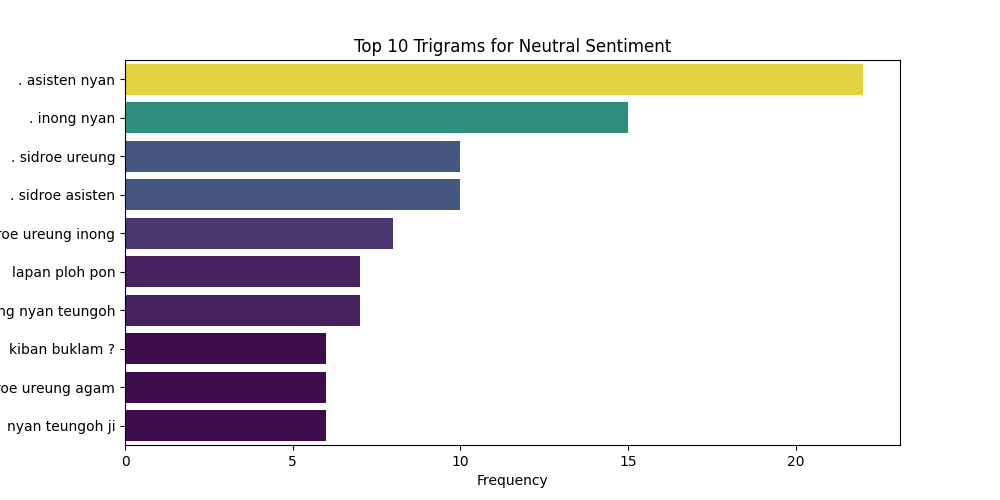 Top 10 Trigrams for Neutral Sentiment
. asisten nyan
. inong nyan
. sidroe ureung
. sidroe asisten
ureung inong
lapan ploh pon
nyan teungoh
kiban buklam ?
ureung agam
nyan teungoh ji
0 5 10 15 20
Frequency